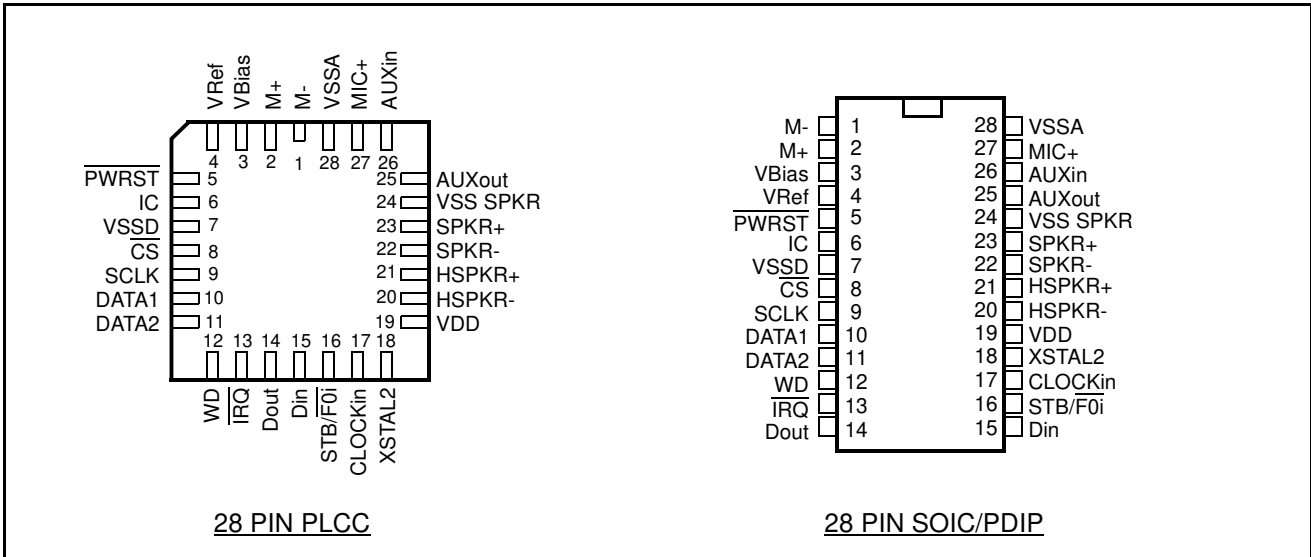 VRef
VBias
M+
M-
VSSA
MIC+
AUXin
4 3 2 1 28 27 26
PWRST 5
IC 6
VSSD 7
CS 8
SCLK 9
DATA1 10
DATA2 11
25 AUXout
24 VSS SPKR
23 SPKR+
22 SPKR-
21 HSPKR+
20 HSPKR-
19 VDD
12 13 14 15 16 17 18
WD
IRQ
Dout
Din
STB/F0i
CLOCKin
XSTAL2
28 PIN PLCC
M- 1
M+ 2
VBias 3
VRef 4
PWRST 5
IC 6
VSSD 7
CS 8
SCLK 9
DATA1 10
DATA2 11
WD 12
IRQ 13
Dout 14
28 VSSA
27 MIC+
26 AUXin
25 AUXout
24 VSS SPKR
23 SPKR+
22 SPKR-
21 HSPKR+
20 HSPKR-
19 VDD
18 XSTAL2
17 CLOCKin
16 STB/F0i
15 Din
28 PIN SOIC/PDIP